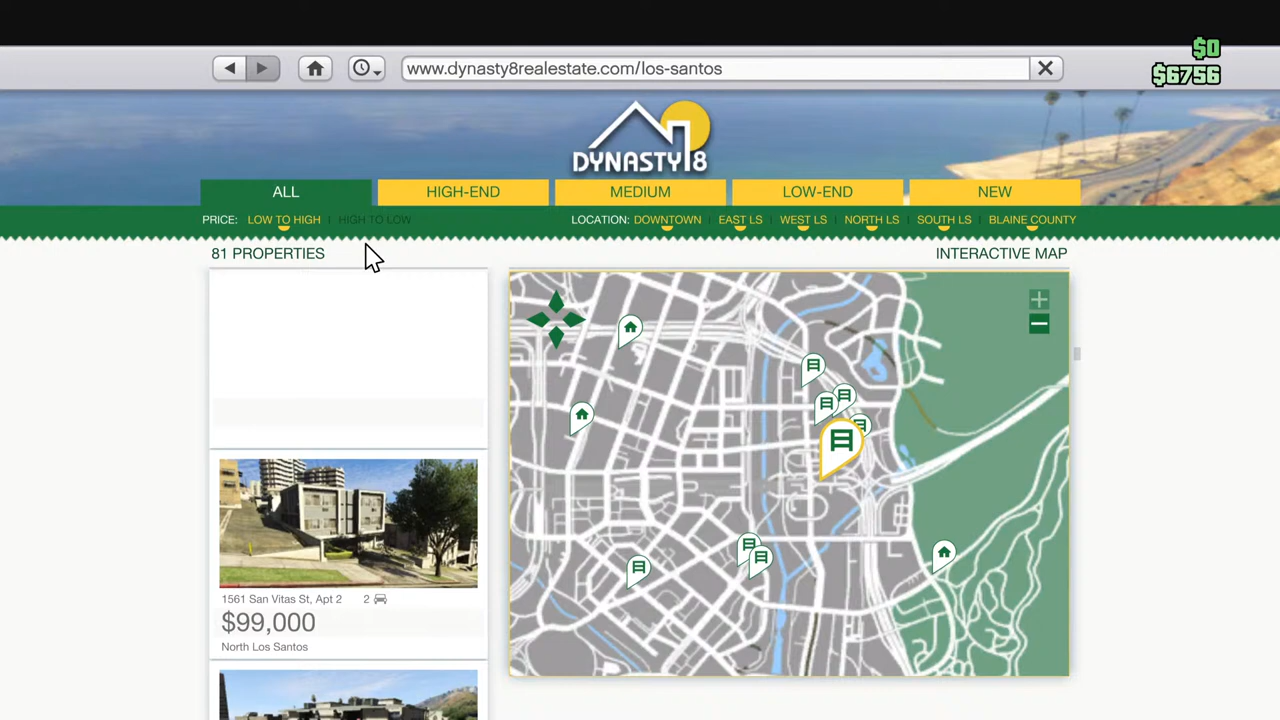 $0
$6756
www.dynasty8realestate.com/los-santos
DYNASTY 8
ALL
HIGH-END
MEDIUM
LOW-END
NEW
PRICE: LOW TO HIGH | HIGH TO LOW
LOCATION: DOWNTOWN | EAST LS | WEST LS | NORTH LS | SOUTH LS | BLAINE COUNTY
81 PROPERTIES
INTERACTIVE MAP
1561 San Vitas St, Apt 2 2
$99,000
North Los Santos